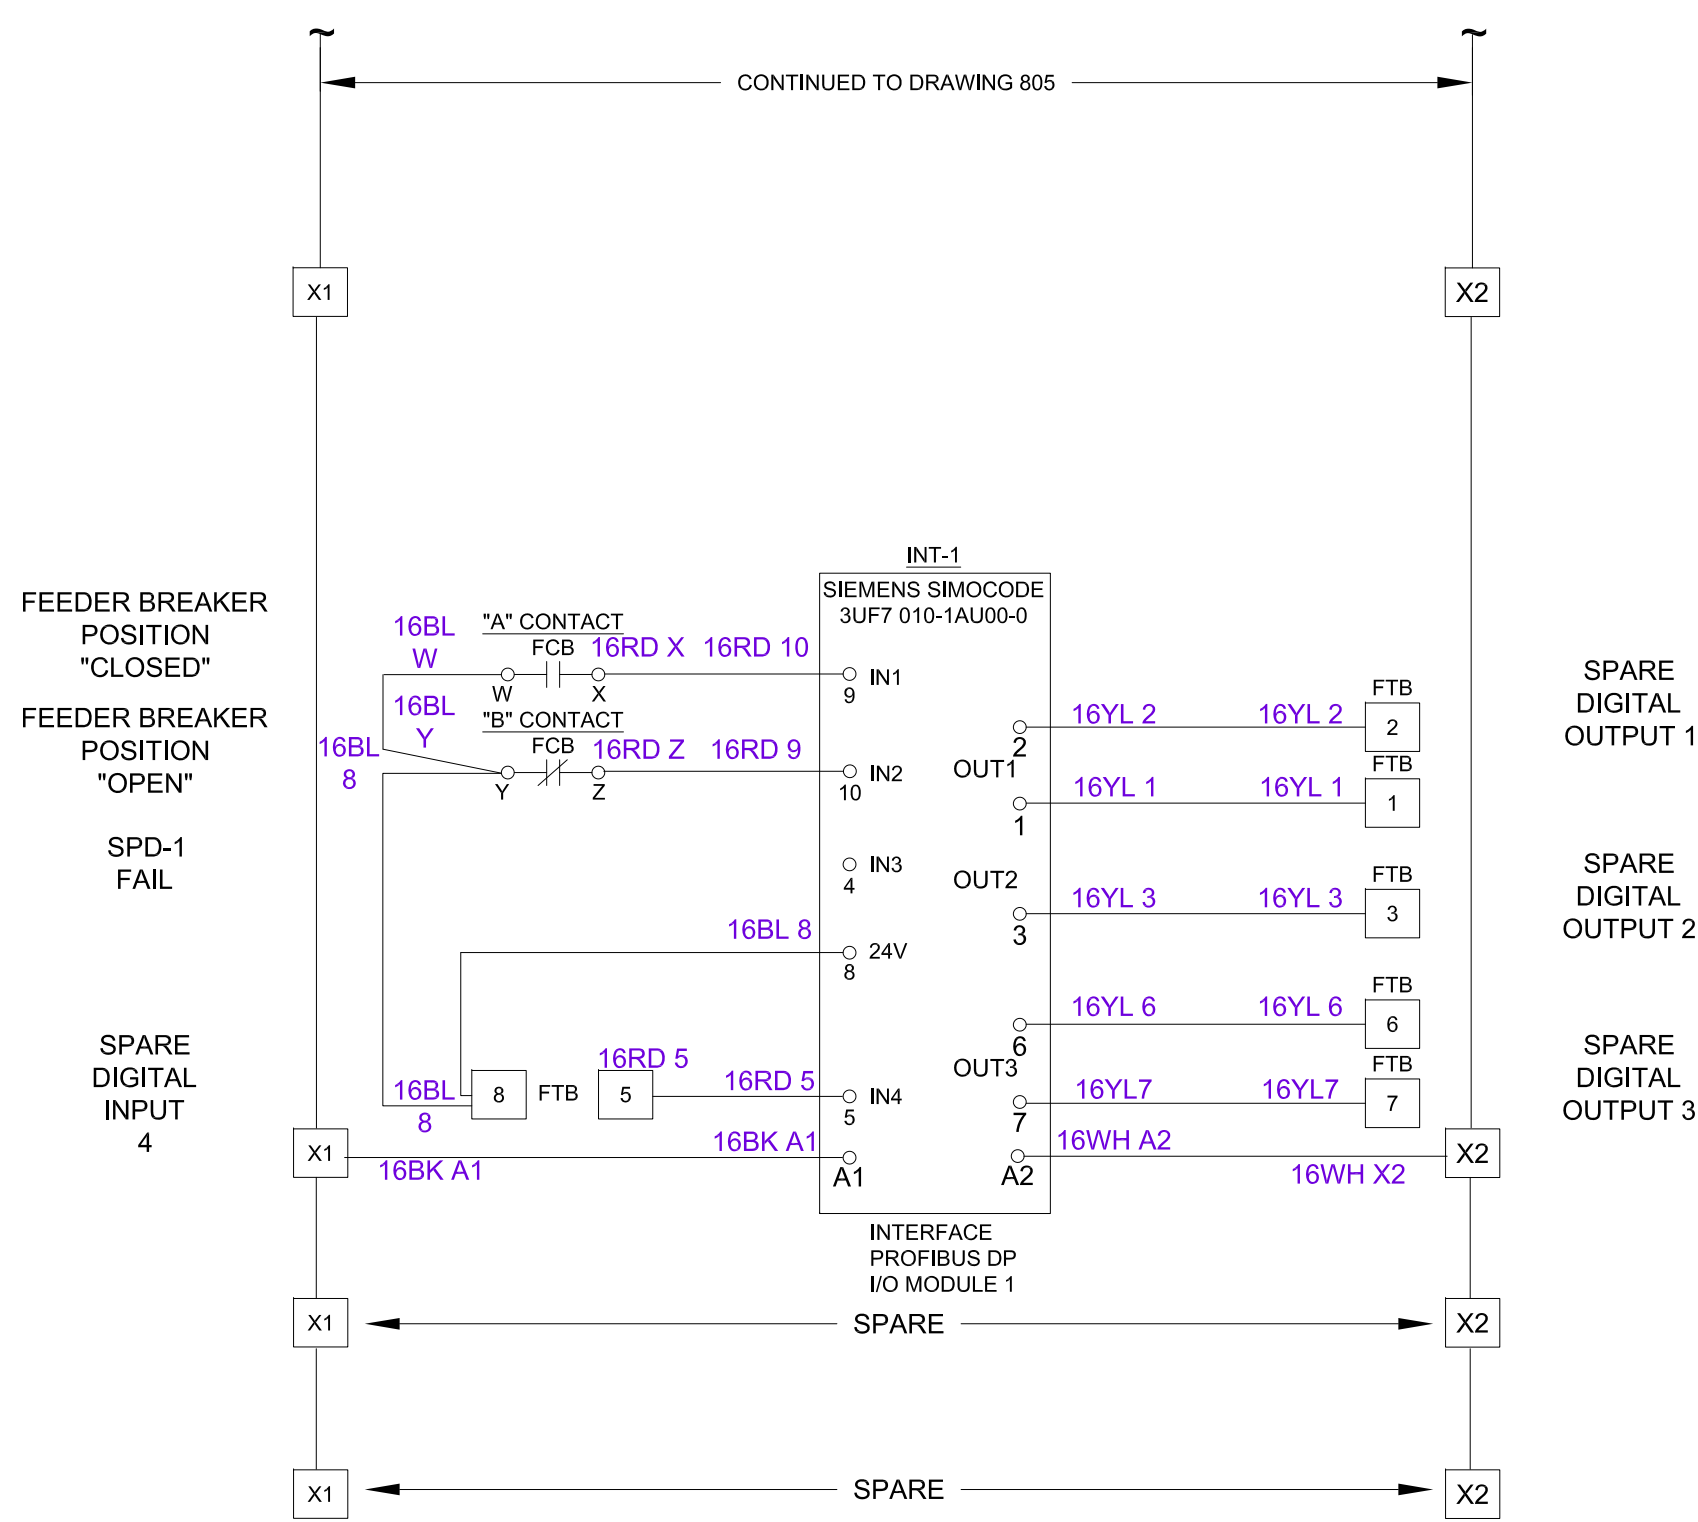 ~
~
CONTINUED TO DRAWING 805
X1
X2
INT-1
SIEMENS SIMOCODE
3UF7 010-1AU00-0
FEEDER BREAKER
POSITION
"CLOSED"
16BL
W
"A" CONTACT
FCB
16RD X
16RD 10
W
X
9
IN1
FEEDER BREAKER
POSITION
"OPEN"
16BL
Y
16BL
8
"B" CONTACT
FCB
16RD Z
16RD 9
Y
Z
10
IN2
SPD-1
FAIL
IN3
4
16BL 8
24V
8
SPARE
DIGITAL
INPUT
4
16BL
8
8
FTB
5
16RD 5
16RD 5
IN4
5
X1
16BK A1
16BK A1
A1
2
OUT1
16YL 2
16YL 2
FTB
2
1
16YL 1
16YL 1
FTB
1
SPARE
DIGITAL
OUTPUT 1
OUT2
3
16YL 3
16YL 3
FTB
3
SPARE
DIGITAL
OUTPUT 2
6
OUT3
16YL 6
16YL 6
FTB
6
7
16YL7
16YL7
FTB
7
SPARE
DIGITAL
OUTPUT 3
A2
16WH A2
16WH X2
X2
INTERFACE
PROFIBUS DP
I/O MODULE 1
X1
SPARE
X2
X1
SPARE
X2